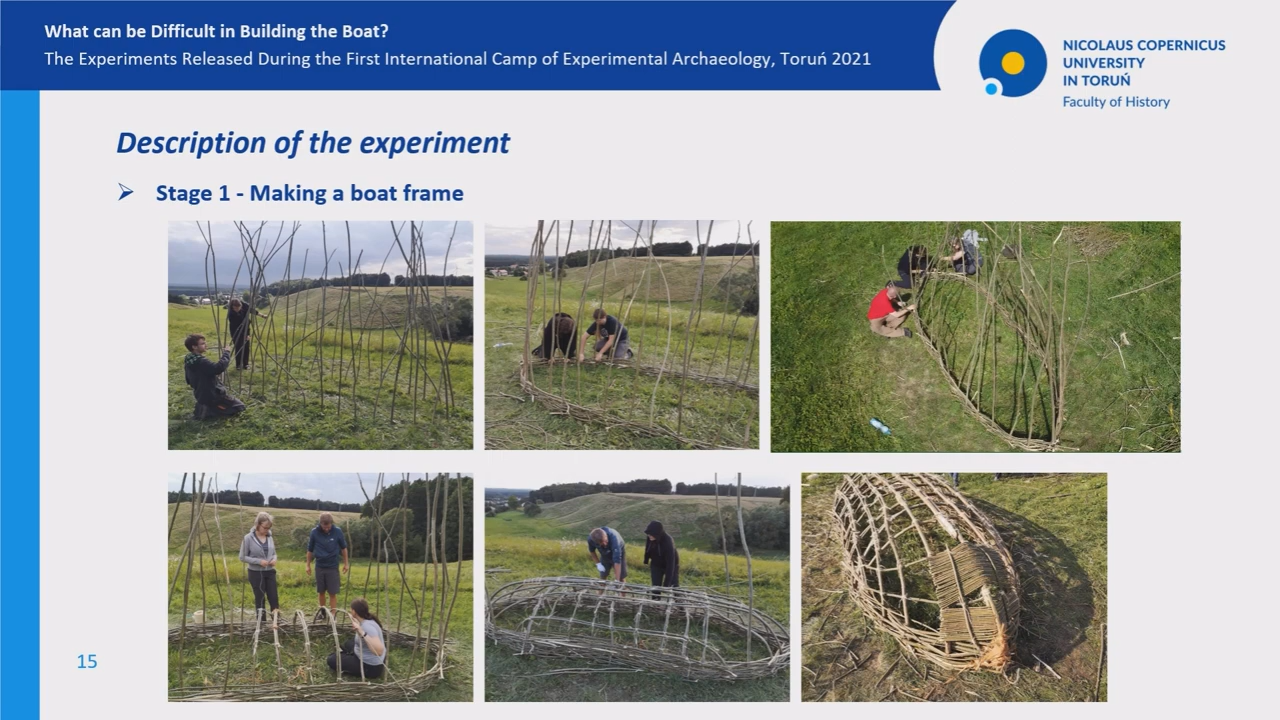 What can be Difficult in Building the Boat?
The Experiments Released During the First International Camp of Experimental Archaeology, Toruń 2021
NICOLAUS COPERNICUS
UNIVERSITY
IN TORUŃ
Faculty of History
Description of the experiment
Stage 1 - Making a boat frame
15